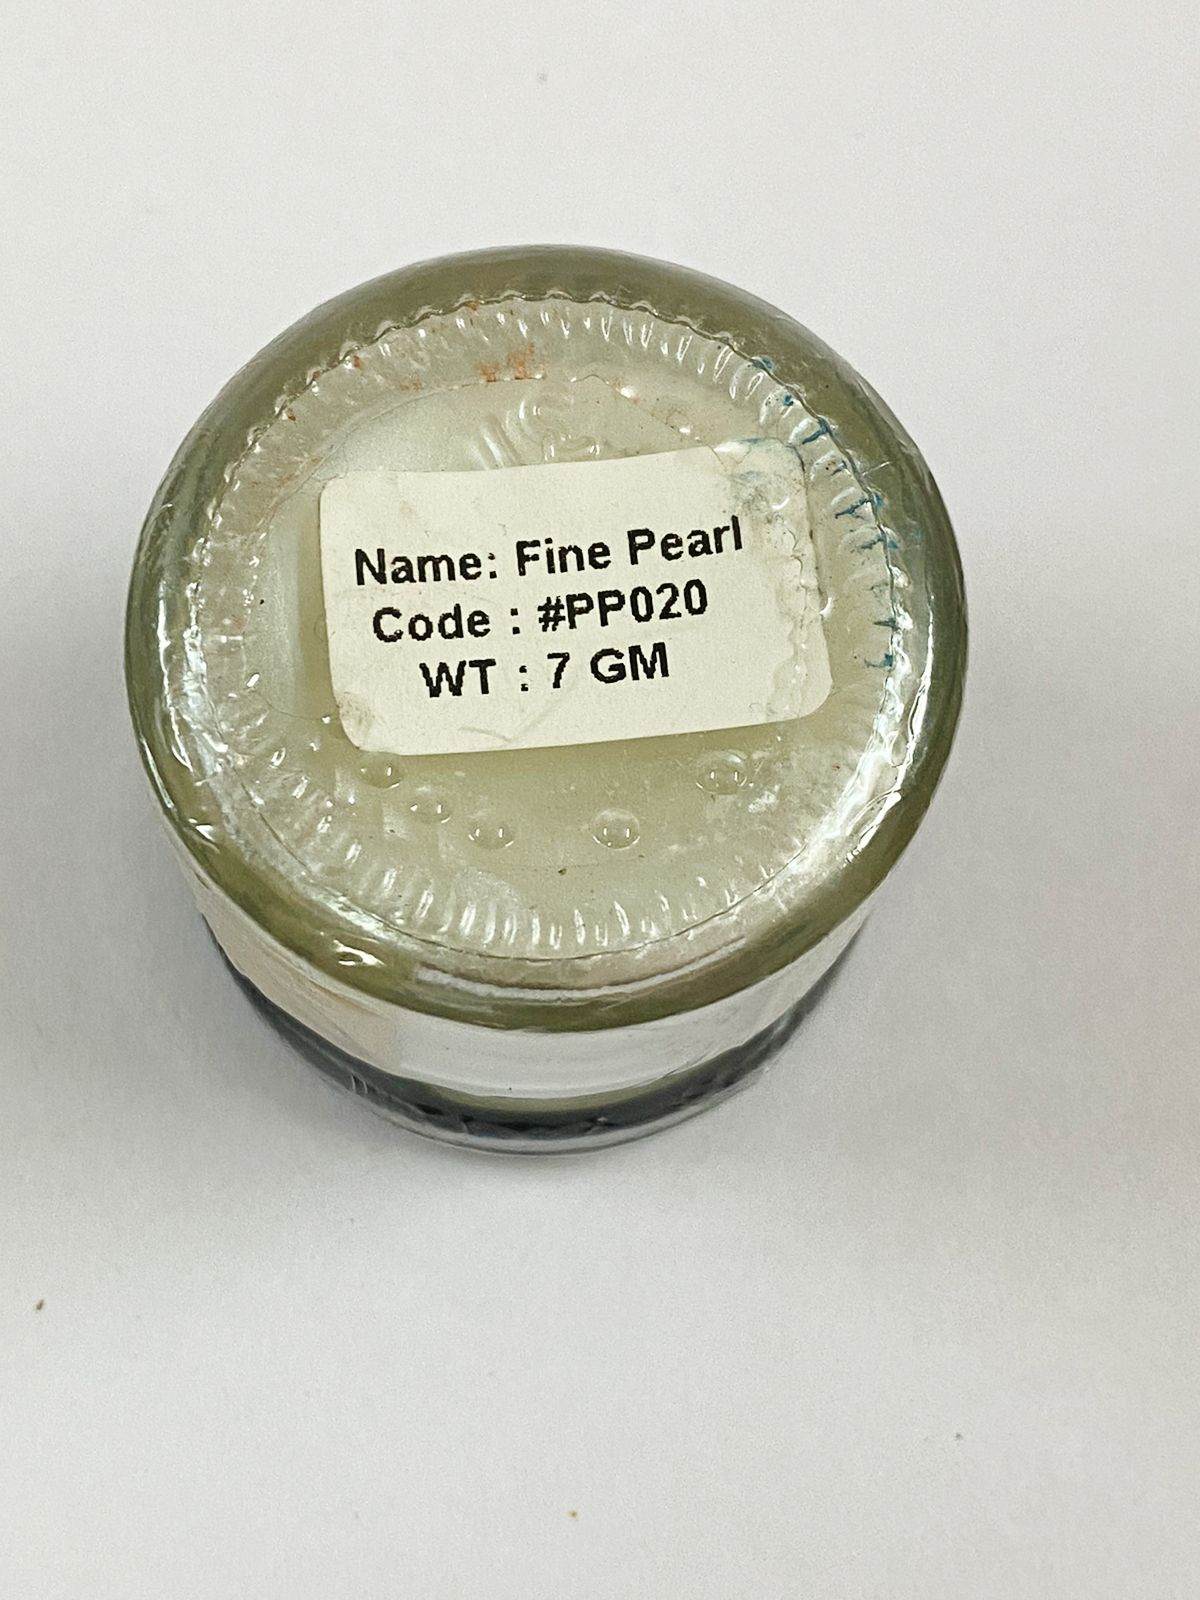 Name: Fine Pearl
Code : #PP020
WT : 7 GM